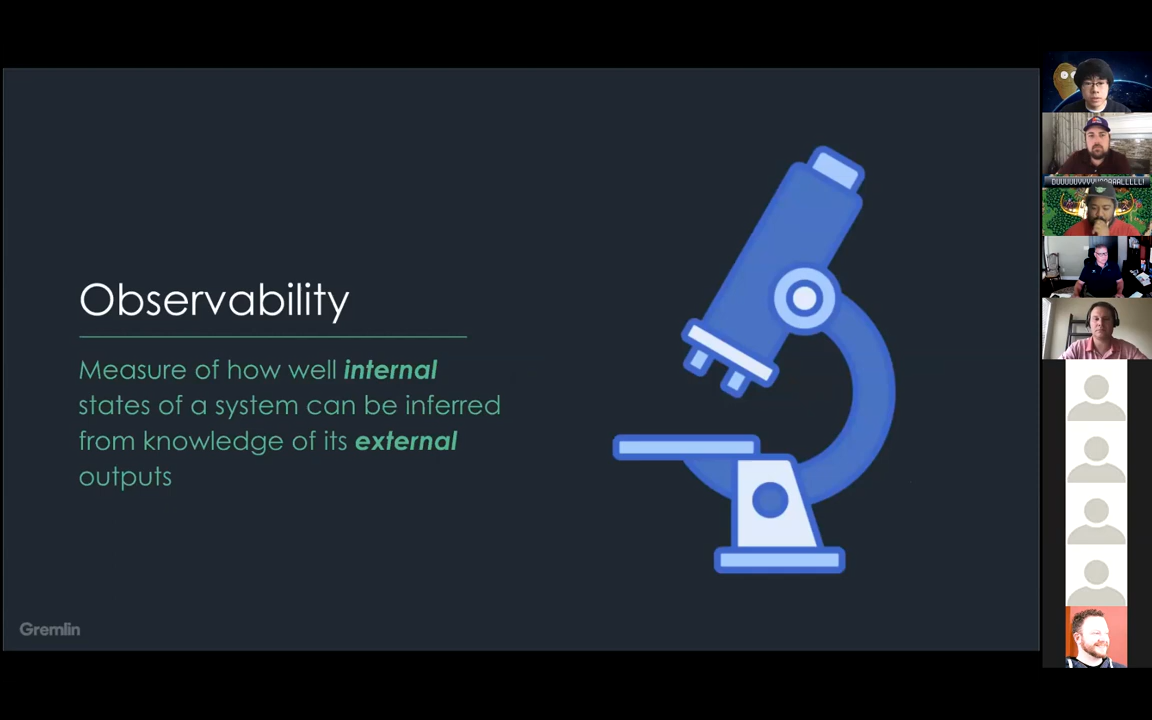 Observability
Measure of how well internal
states of a system can be inferred
from knowledge of its external
outputs
Gremlin